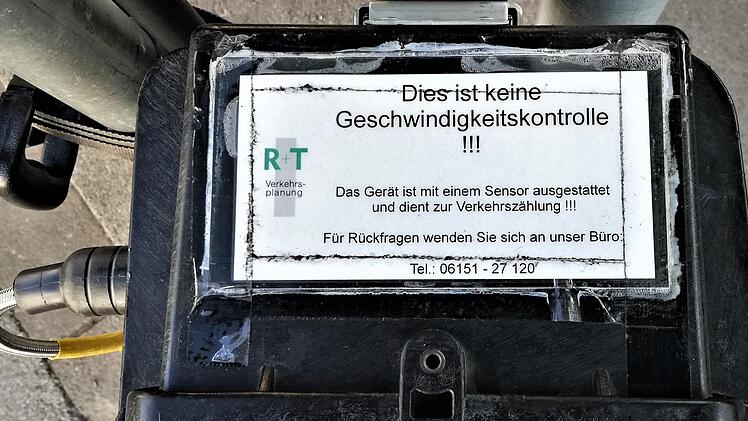 Dies ist keine
Geschwindigkeitskontrolle
!!!
R+T
Verkehrs-
planung
Das Gerät ist mit einem Sensor ausgestattet
und dient zur Verkehrszählung !!!
Für Rückfragen wenden Sie sich an unser Büro:
Tel.: 06151 - 27 120